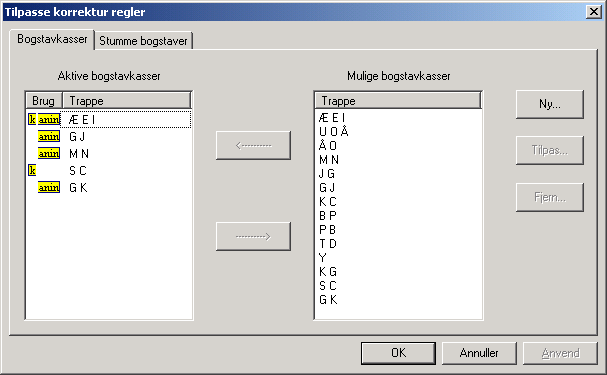 Tilpasse korrektur regler
Bogstavkasser Stumme bogstaver
Aktive bogstavkasser
Brug Trappe
k anin Æ E I
anin G J
anin M N
k S C
anin G K
<----------
---------->
Mulige bogstavkasser
Trappe
Æ E I
U O Å
Å O
M N
J G
G J
K C
B P
P B
T D
Y
K G
S C
G K
Ny...
Tilpas...
Fjern...
OK Annuller Anvend